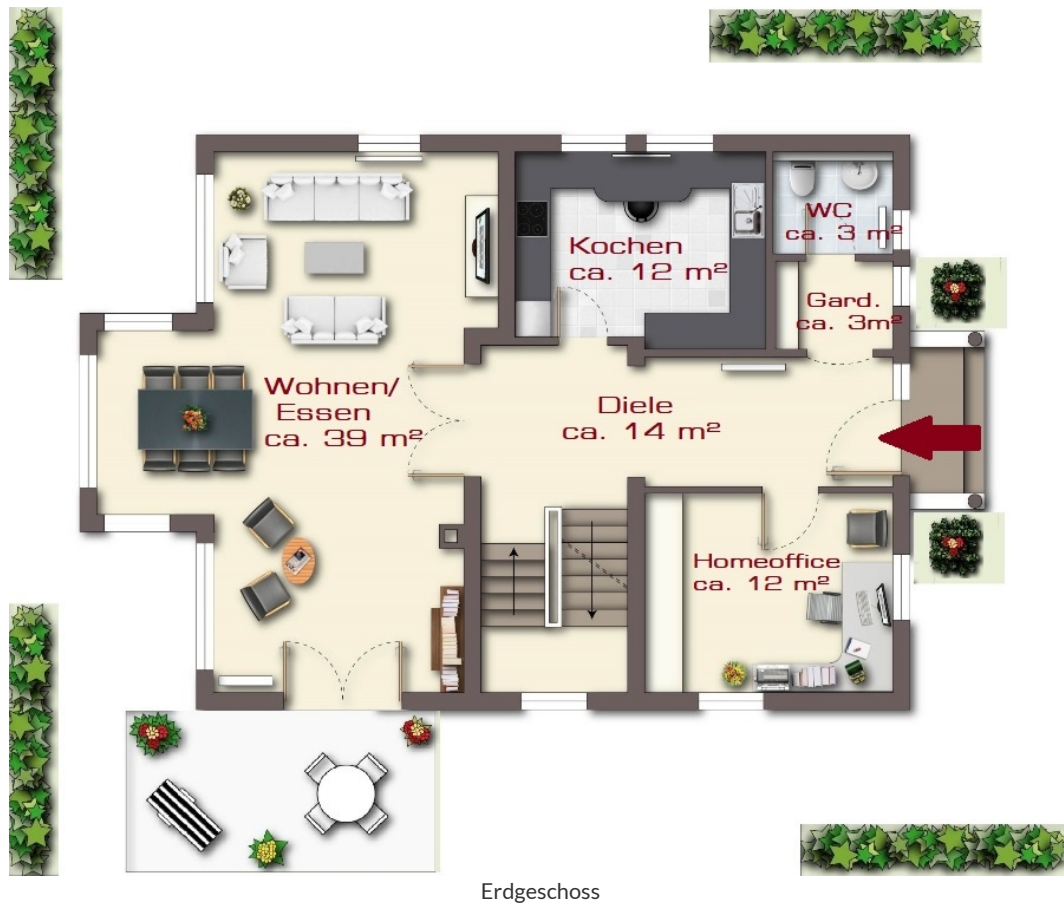 WC
ca. 3 m²
Kochen
ca. 12 m²
Gard.
ca. 3m²
Wohnen/
Essen
ca. 39 m²
Diele
ca. 14 m²
Homeoffice
ca. 12 m²
Erdgeschoss